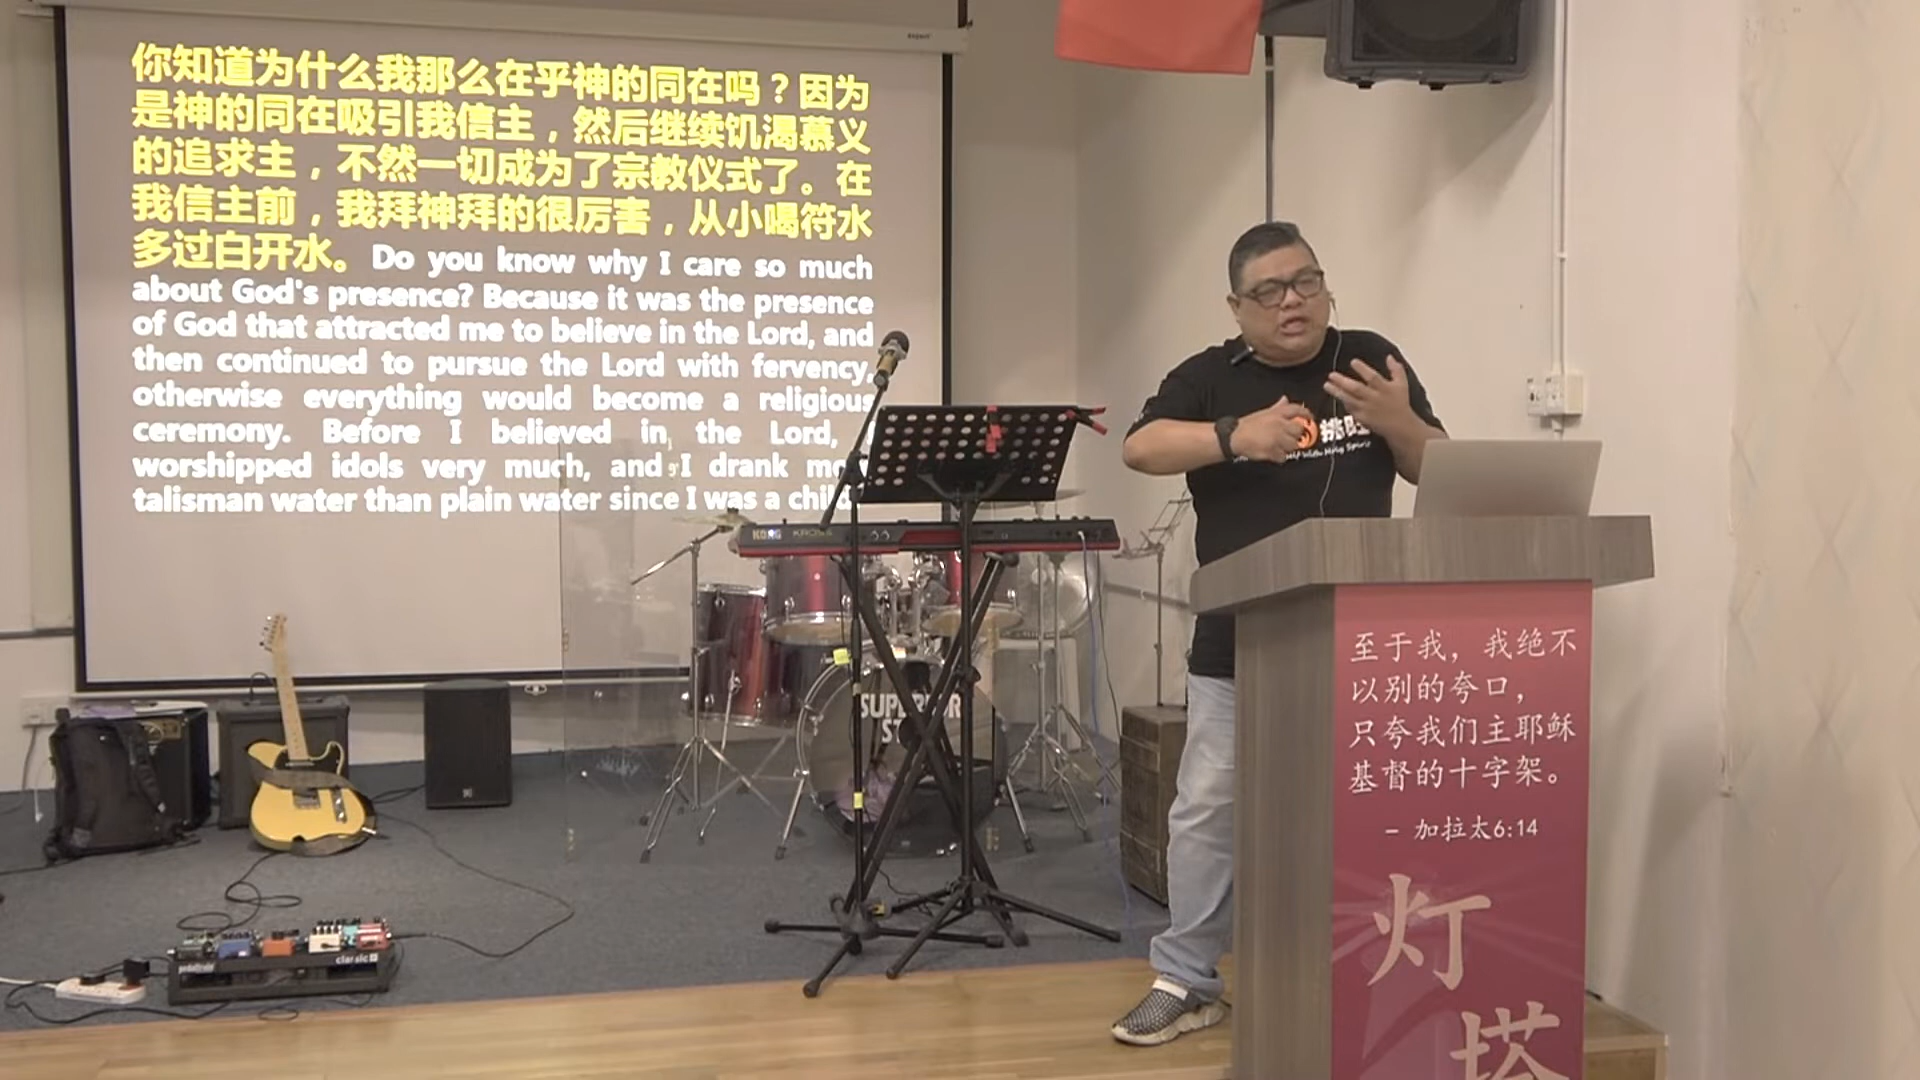 你知道为什么我那么在乎神的同在吗？因为
是神的同在吸引我信主，然后继续饥渴慕义
的追求主，不然一切成为了宗教仪式了。在
我信主前，我拜神拜的很厉害，从小喝符水
多过白开水。Do you know why I care so much
about God's presence? Because it was the presence
of God that attracted me to believe in the Lord, and
then continued to pursue the Lord with fervency,
otherwise everything would become a religious
ceremony. Before I believed in the Lord,
worshipped idols very much, and I drank
talisman water than plain water since I was a child
KORG KROSS
SUPERIOR
至于我，我绝不
以别的夸口，
只夸我们主耶稣
基督的十字架。
- 加拉太6:14
灯
塔
pedaltrain
classic